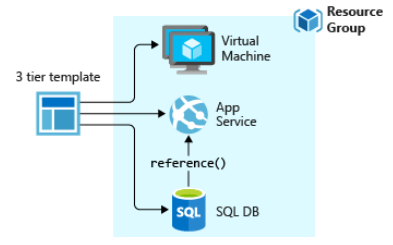 Resource
Group
Virtual
Machine
3 tier template
App
Service
reference()
SQL
SQL DB